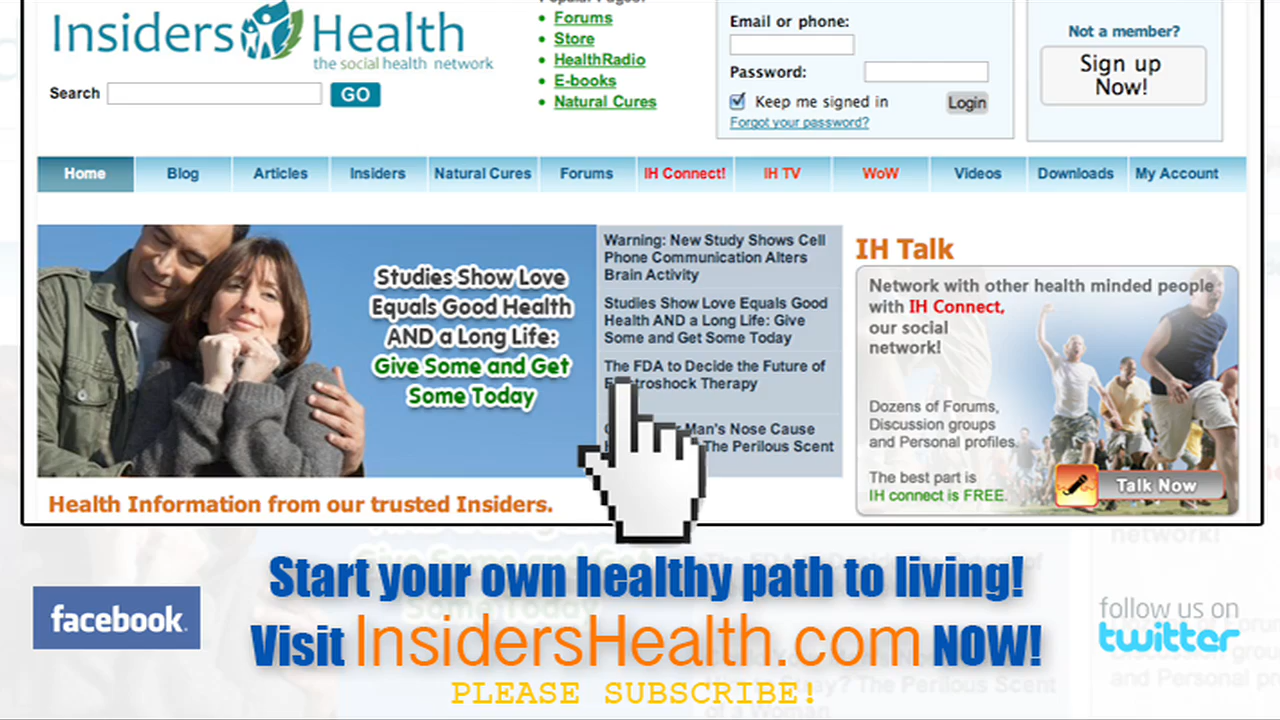 Popular Pages:
Insiders Health
the social health network
Search
GO
• Forums
• Store
• HealthRadio
• E-books
• Natural Cures
Email or phone:
Password:
Keep me signed in
Login
Forgot your password?
Not a member?
Sign up
Now!
Home
Blog
Articles
Insiders
Natural Cures
Forums
IH Connect!
IH TV
WoW
Videos
Downloads
My Account
Studies Show Love
Equals Good Health
AND a Long Life:
Give Some and Get
Some Today
Warning: New Study Shows Cell
Phone Communication Alters
Brain Activity
Studies Show Love Equals Good
Health AND a Long Life: Give
Some and Get Some Today
The FDA to Decide the Future of
Therapy
Man's Nose Cause
The Perilous Scent
IH Talk
Network with other health minded people
with IH Connect,
our social
network!
Dozens of Forums,
Discussion groups
and Personal profiles.
The best part is
IH connect is FREE.
Talk Now
Health Information from our trusted Insiders.
Start your own healthy path to living!
Visit InsidersHealth.com NOW!
PLEASE SUBSCRIBE!
facebook.
follow us on
twitter